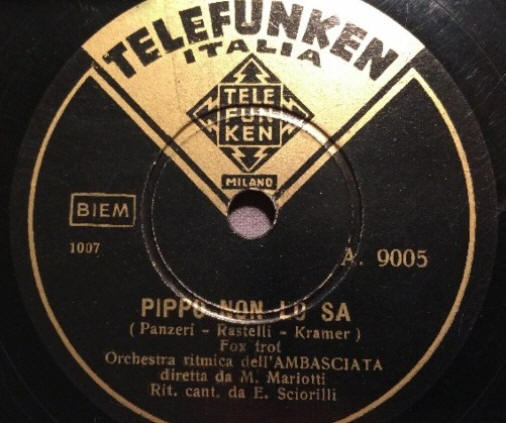 TELEFUNKEN
ITALIA
TELE
FUN
KEN
MILANO
BIEM
1007
A. 9005
PIPPO NON LO SA
( Panzeri - Rastelli - Kramer )
Fox trot
Orchestra ritmica dell'AMBASCIATA
diretta da M. Mariotti
Rit. cant. da E. Sciorilli